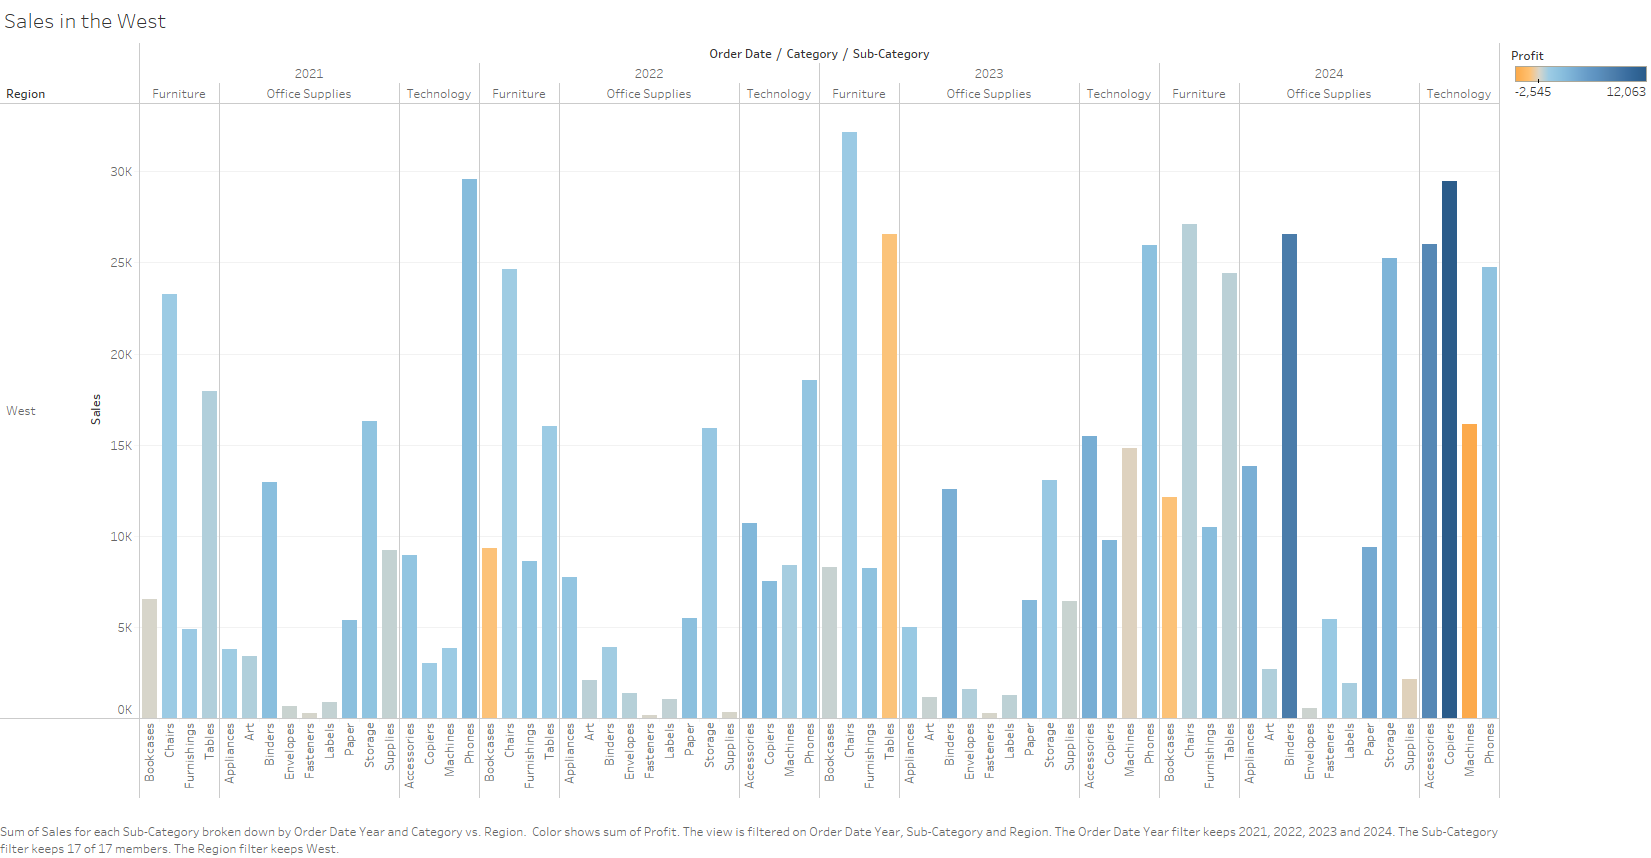 Sales in the West
Order Date / Category / Sub-Category
Profit
2021 2022 2023 2024
Region Furniture Office Supplies Technology Furniture Office Supplies Technology Furniture Office Supplies Technology Furniture Office Supplies Technology
-2,545 12,063
30K
25K
20K
15K
10K
5K
0K
Sales
West
Bookcases
Chairs
Furnishings
Tables
Appliances
Art
Binders
Envelopes
Fasteners
Labels
Paper
Storage
Supplies
Accessories
Copiers
Machines
Phones
Bookcases
Chairs
Furnishings
Tables
Appliances
Art
Binders
Envelopes
Fasteners
Labels
Paper
Storage
Supplies
Accessories
Copiers
Machines
Phones
Bookcases
Chairs
Furnishings
Tables
Appliances
Art
Binders
Envelopes
Fasteners
Labels
Paper
Storage
Supplies
Accessories
Copiers
Machines
Phones
Bookcases
Chairs
Furnishings
Tables
Appliances
Art
Binders
Envelopes
Fasteners
Labels
Paper
Storage
Supplies
Accessories
Copiers
Machines
Phones
Sum of Sales for each Sub-Category broken down by Order Date Year and Category vs. Region.  Color shows sum of Profit. The view is filtered on Order Date Year, Sub-Category and Region. The Order Date Year filter keeps 2021, 2022, 2023 and 2024. The Sub-Category
filter keeps 17 of 17 members. The Region filter keeps West.